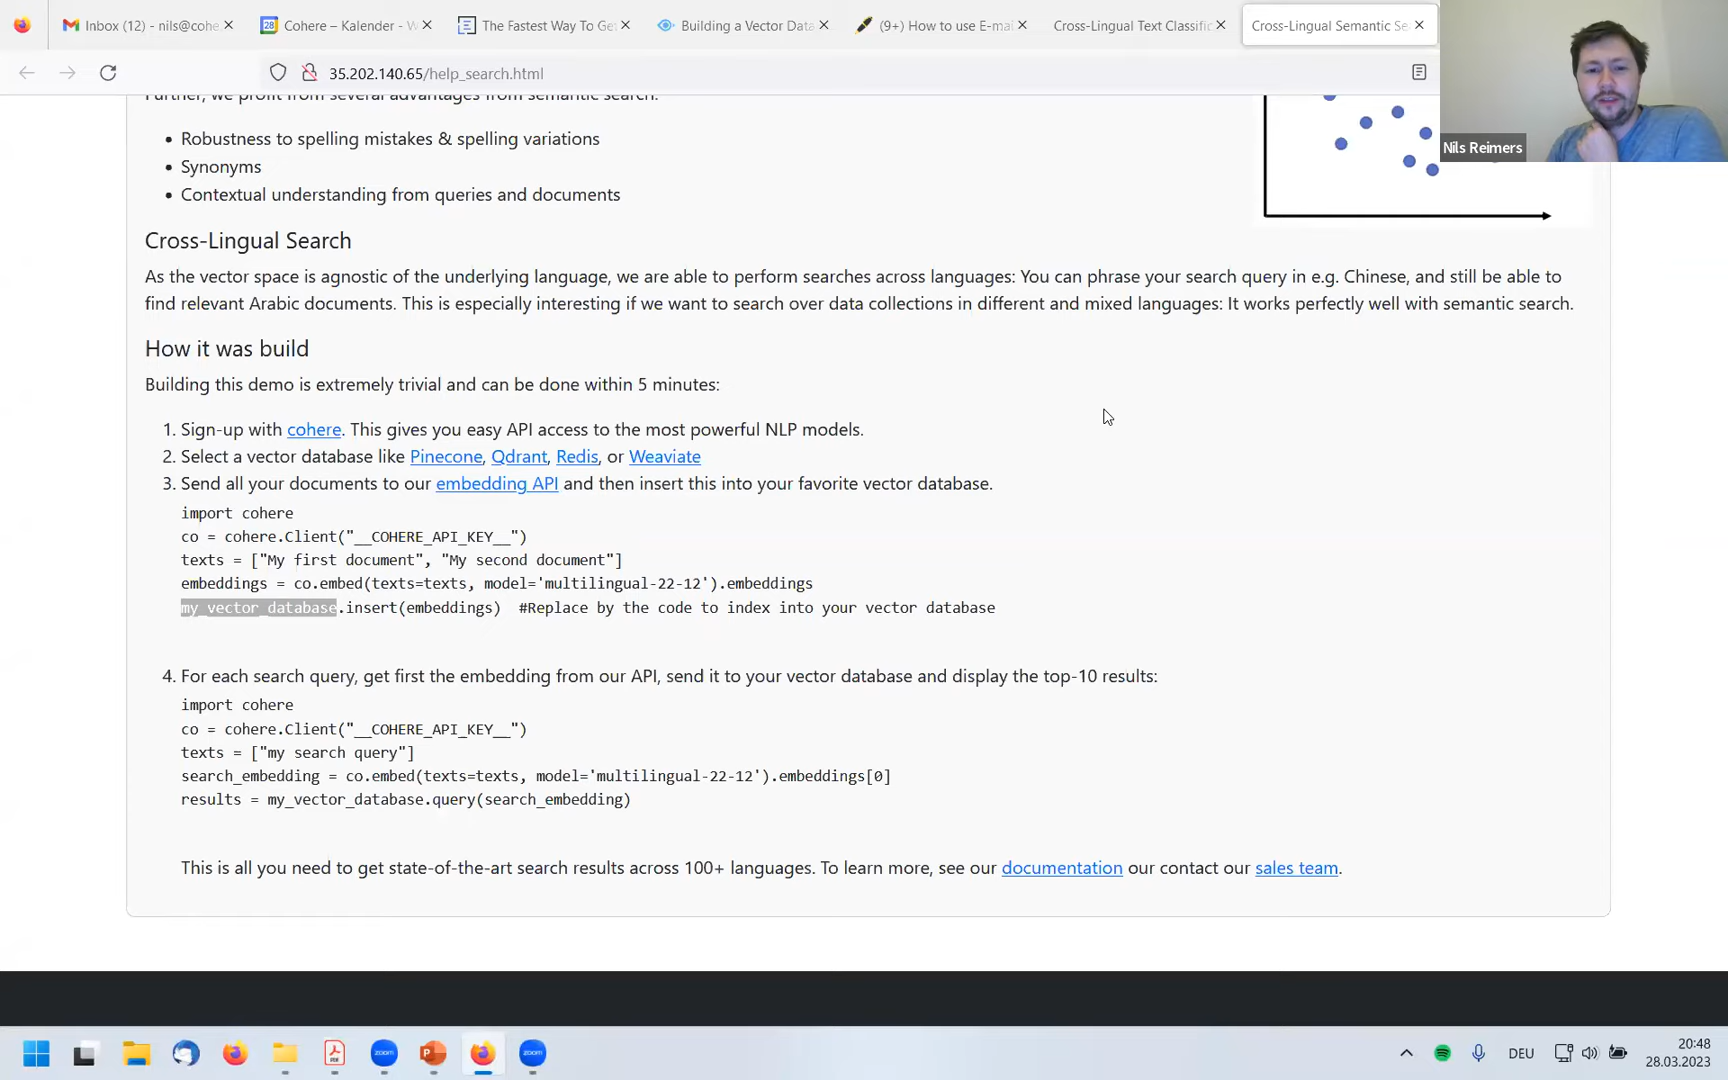 Inbox (12) - nils@cohe
Cohere – Kalender - W
The Fastest Way To Ge
Building a Vector Data
(9+) How to use E-mai
Cross-Lingual Text Classific
Cross-Lingual Semantic Se
35.202.140.65/help_search.html
Nils Reimers
Further, we profit from several advantages from semantic search:
• Robustness to spelling mistakes & spelling variations
• Synonyms
• Contextual understanding from queries and documents
Cross-Lingual Search
As the vector space is agnostic of the underlying language, we are able to perform searches across languages: You can phrase your search query in e.g. Chinese, and still be able to
find relevant Arabic documents. This is especially interesting if we want to search over data collections in different and mixed languages: It works perfectly well with semantic search.
How it was build
Building this demo is extremely trivial and can be done within 5 minutes:
1. Sign-up with cohere. This gives you easy API access to the most powerful NLP models.
2. Select a vector database like Pinecone, Qdrant, Redis, or Weaviate
3. Send all your documents to our embedding API and then insert this into your favorite vector database.
import cohere
co = cohere.Client("__COHERE_API_KEY__")
texts = ["My first document", "My second document"]
embeddings = co.embed(texts=texts, model='multilingual-22-12').embeddings
my_vector_database.insert(embeddings)  #Replace by the code to index into your vector database
4. For each search query, get first the embedding from our API, send it to your vector database and display the top-10 results:
import cohere
co = cohere.Client("__COHERE_API_KEY__")
texts = ["my search query"]
search_embedding = co.embed(texts=texts, model='multilingual-22-12').embeddings[0]
results = my_vector_database.query(search_embedding)
This is all you need to get state-of-the-art search results across 100+ languages. To learn more, see our documentation our contact our sales team.
zoom
zoom
DEU
20:48
28.03.2023